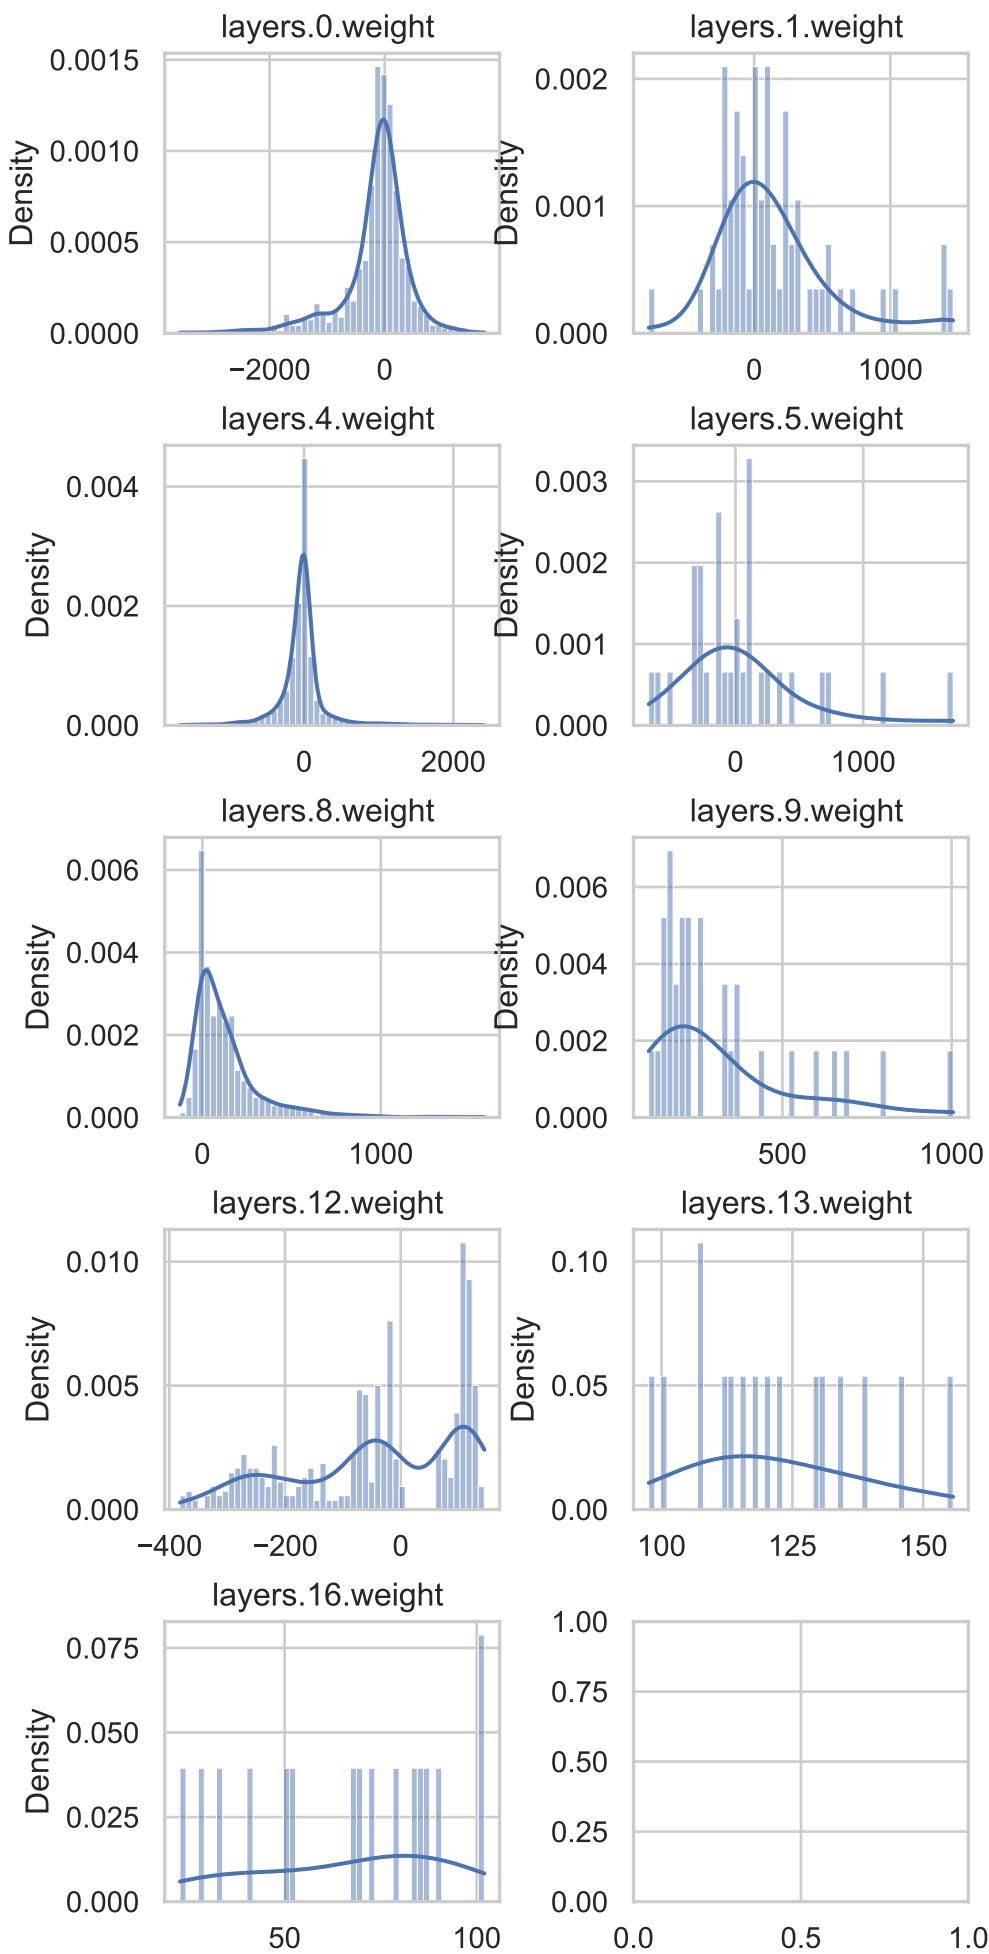 layers.0.weight
0.0015
0.0010
0.0005
0.0000
Density
−2000 0
layers.1.weight
0.002
0.001
0.000
Density
0 1000
layers.4.weight
0.004
0.002
0.000
Density
0 2000
layers.5.weight
0.003
0.002
0.001
0.000
Density
0 1000
layers.8.weight
0.006
0.004
0.002
0.000
Density
0 1000
layers.9.weight
0.006
0.004
0.002
0.000
Density
500 1000
layers.12.weight
0.010
0.005
0.000
Density
−400 −200 0
layers.13.weight
0.10
0.05
0.00
Density
100 125 150
layers.16.weight
0.075
0.050
0.025
0.000
Density
50 100
1.00
0.75
0.50
0.25
0.00
0.0 0.5 1.0